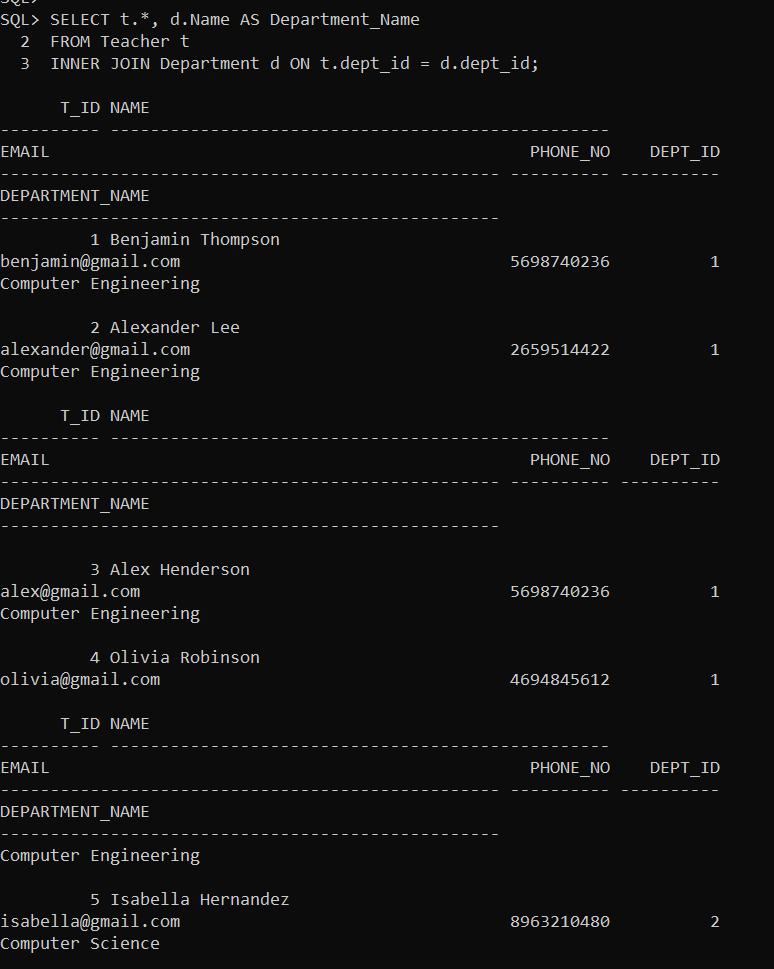 SQL>
SQL> SELECT t.*, d.Name AS Department_Name
  2  FROM Teacher t
  3  INNER JOIN Department d ON t.dept_id = d.dept_id;

      T_ID NAME
---------- --------------------------------------------------
EMAIL                                                PHONE_NO    DEPT_ID
-------------------------------------------------- ---------- ----------
DEPARTMENT_NAME
--------------------------------------------------
         1 Benjamin Thompson
benjamin@gmail.com                                 5698740236          1
Computer Engineering

         2 Alexander Lee
alexander@gmail.com                                2659514422          1
Computer Engineering

      T_ID NAME
---------- --------------------------------------------------
EMAIL                                                PHONE_NO    DEPT_ID
-------------------------------------------------- ---------- ----------
DEPARTMENT_NAME
--------------------------------------------------

         3 Alex Henderson
alex@gmail.com                                     5698740236          1
Computer Engineering

         4 Olivia Robinson
olivia@gmail.com                                   4694845612          1

      T_ID NAME
---------- --------------------------------------------------
EMAIL                                                PHONE_NO    DEPT_ID
-------------------------------------------------- ---------- ----------
DEPARTMENT_NAME
--------------------------------------------------
Computer Engineering

         5 Isabella Hernandez
isabella@gmail.com                                 8963210480          2
Computer Science